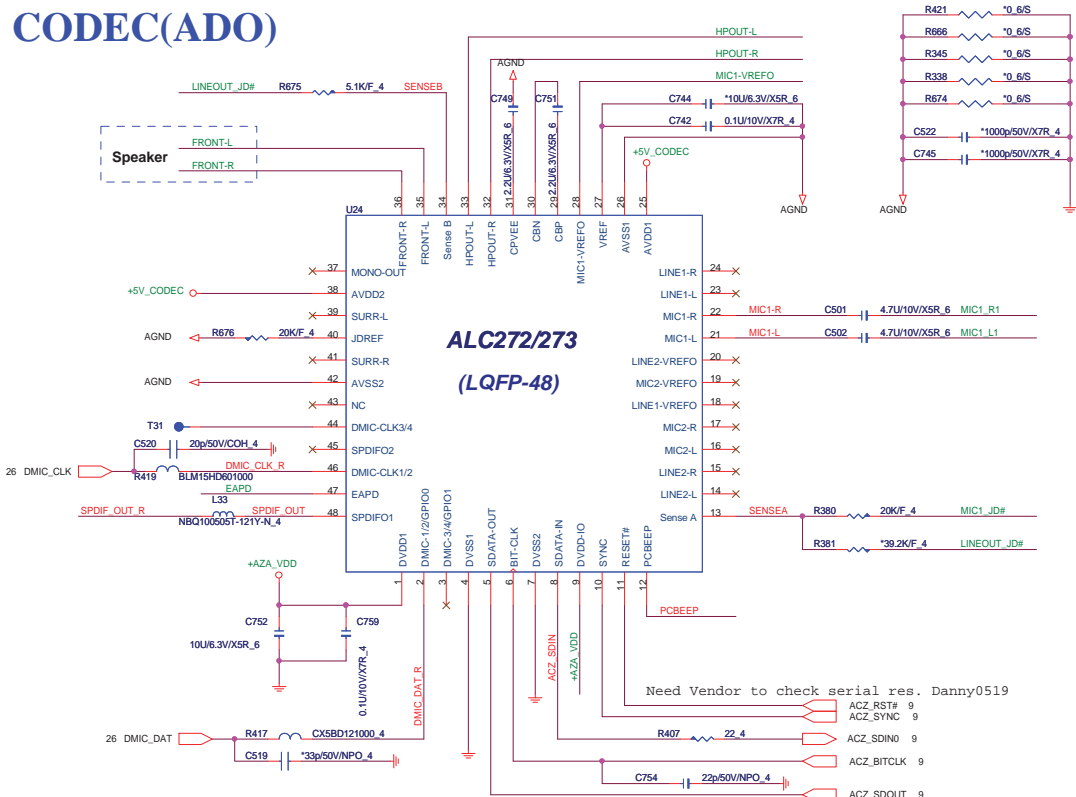 CODEC(ADO)
HPOUT-L
HPOUT-R
AGND
MIC1-VREFO
LINEOUT_JD# R675 5.1K/F_4 SENSEB
C749 2.2U/6.3V/X5R_6
C751 2.2U/6.3V/X5R_6
C744 *10U/6.3V/X5R_6
C742 0.1U/10V/X7R_4
+5V_CODEC
AGND
R421 *0_6/S
R666 *0_6/S
R345 *0_6/S
R338 *0_6/S
R674 *0_6/S
C522 *1000p/50V/X7R_4
C745 *1000p/50V/X7R_4
AGND
Speaker
FRONT-L
FRONT-R
U24
36 35 34 33 32 31 30 29 28 27 26 25
FRONT-R
FRONT-L
Sense B
HPOUT-L
HPOUT-R
CPVEE
CBN
CBP
MIC1-VREFO
VREF
AVSS1
AVDD1
ALC272/273
(LQFP-48)
37 MONO-OUT
+5V_CODEC 38 AVDD2
39 SURR-L
AGND R676 20K/F_4 40 JDREF
41 SURR-R
AGND 42 AVSS2
43 NC
T31 44 DMIC-CLK3/4
C520 20p/50V/COH_4 45 SPDIFO2
26 DMIC_CLK R419 BLM15HD601000 DMIC_CLK_R 46 DMIC-CLK1/2
EAPD 47 EAPD
SPDIF_OUT_R L33 NBQ100505T-121Y-N_4 SPDIF_OUT 48 SPDIFO1
LINE1-R 24
LINE1-L 23
MIC1-R 22 MIC1-R C501 4.7U/10V/X5R_6 MIC1_R1
MIC1-L 21 MIC1-L C502 4.7U/10V/X5R_6 MIC1_L1
LINE2-VREFO 20
MIC2-VREFO 19
LINE1-VREFO 18
MIC2-R 17
MIC2-L 16
LINE2-R 15
LINE2-L 14
Sense A 13 SENSEA R380 20K/F_4 MIC1_JD#
R381 *39.2K/F_4 LINEOUT_JD#
DVDD1
DMIC-1/2/GPIO0
DMIC-3/4/GPIO1
DVSS1
SDATA-OUT
BIT-CLK
DVSS2
SDATA-IN
DVDD-IO
SYNC
RESET#
PCBEEP
1 2 3 4 5 6 7 8 9 10 11 12
+AZA_VDD
C752 10U/6.3V/X5R_6
C759 0.1U/10V/X7R_4
DMIC_DAT_R
ACZ_SDIN
+AZA_VDD
PCBEEP
Need Vendor to check serial res. Danny0519
ACZ_RST# 9
ACZ_SYNC 9
26 DMIC_DAT R417 CX5BD121000_4
C519 *33p/50V/NPO_4
R407 22_4 ACZ_SDIN0 9
ACZ_BITCLK 9
C754 22p/50V/NPO_4
ACZ_SDOUT 9